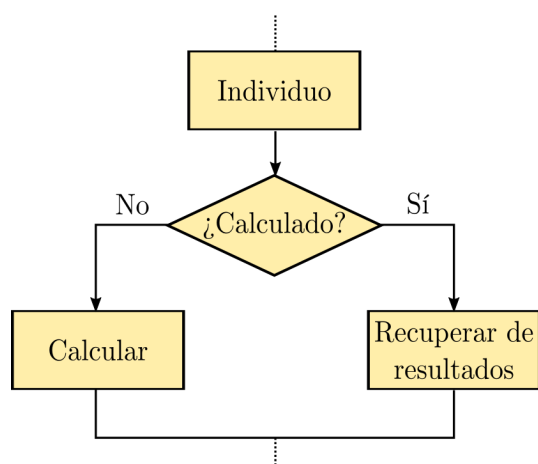 Individuo
No
¿Calculado?
Sí
Calcular
Recuperar de
resultados